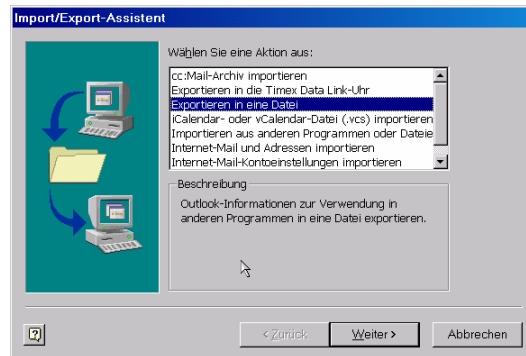 Import/Export-Assistent
Wählen Sie eine Aktion aus:
cc:Mail-Archiv importieren
Exportieren in die Timex Data Link-Uhr
Exportieren in eine Datei
iCalendar- oder vCalendar-Datei (.vcs) importieren
Importieren aus anderen Programmen oder Dateie
Internet-Mail und Adressen importieren
Internet-Mail-Kontoeinstellungen importieren
Beschreibung
Outlook-Informationen zur Verwendung in
anderen Programmen in eine Datei exportieren.
?
< Zurück
Weiter >
Abbrechen